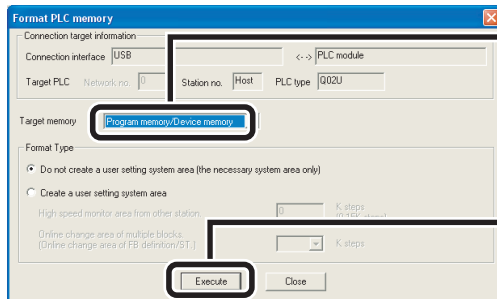 Format PLC memory
Connection target information
Connection interface USB <--> PLC module
Target PLC Network no. 0 Station no. Host PLC type Q02U
Target memory Program memory/Device memory
Format Type
Do not create a user setting system area (the necessary system area only)
Create a user setting system area
High speed monitor area from other station. 0 K steps
Online change area of multiple blocks.
(Online change area of FB definition/ST.) K steps
Execute Close